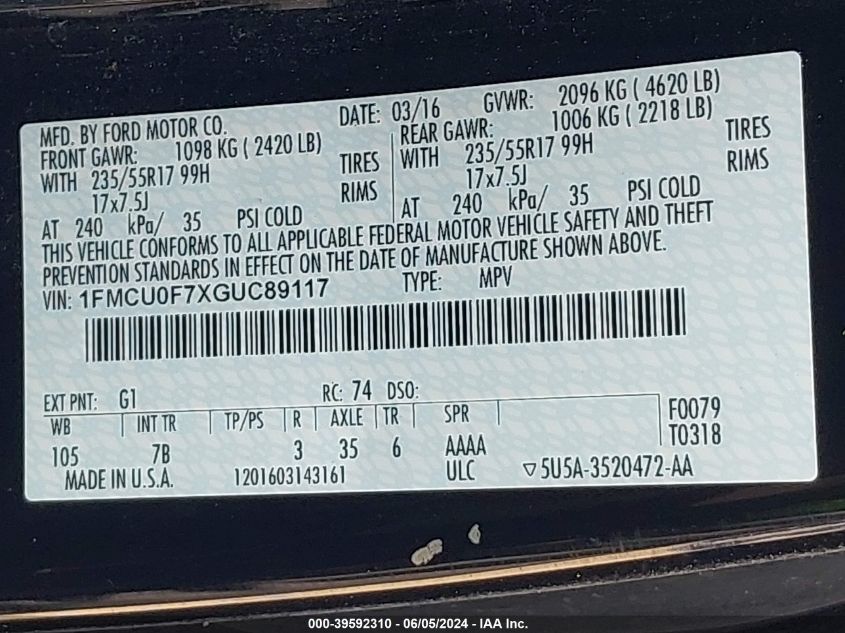 MFD. BY FORD MOTOR CO. DATE: 03/16 GVWR: 2096 KG ( 4620 LB)
FRONT GAWR: 1098 KG ( 2420 LB) REAR GAWR: 1006 KG ( 2218 LB)
WITH 235/55R17 99H TIRES WITH 235/55R17 99H TIRES
17x7.5J RIMS 17x7.5J RIMS
AT 240 kPa/ 35 PSI COLD AT 240 kPa/ 35 PSI COLD
THIS VEHICLE CONFORMS TO ALL APPLICABLE FEDERAL MOTOR VEHICLE SAFETY AND THEFT
PREVENTION STANDARDS IN EFFECT ON THE DATE OF MANUFACTURE SHOWN ABOVE.
VIN: 1FMCU0F7XGUC89117 TYPE: MPV
EXT PNT: G1 RC: 74 DSO:
WB INT TR TP/PS R AXLE TR SPR F0079
105 7B 3 35 6 AAAA T0318
MADE IN U.S.A. 1201603143161 ULC ▽5U5A-3520472-AA
000-39592310 - 06/05/2024 - IAA Inc.